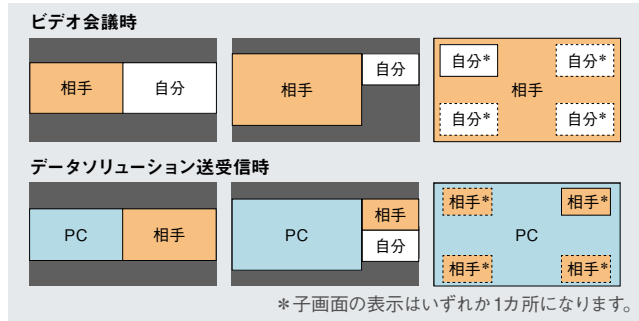 ビデオ会議時
相手 自分
相手 自分
自分* 自分*
相手
自分* 自分*
データソリューション送受信時
PC 相手
PC 相手
自分
相手* 相手*
PC
相手* 相手*
*子画面の表示はいずれか1カ所になります。